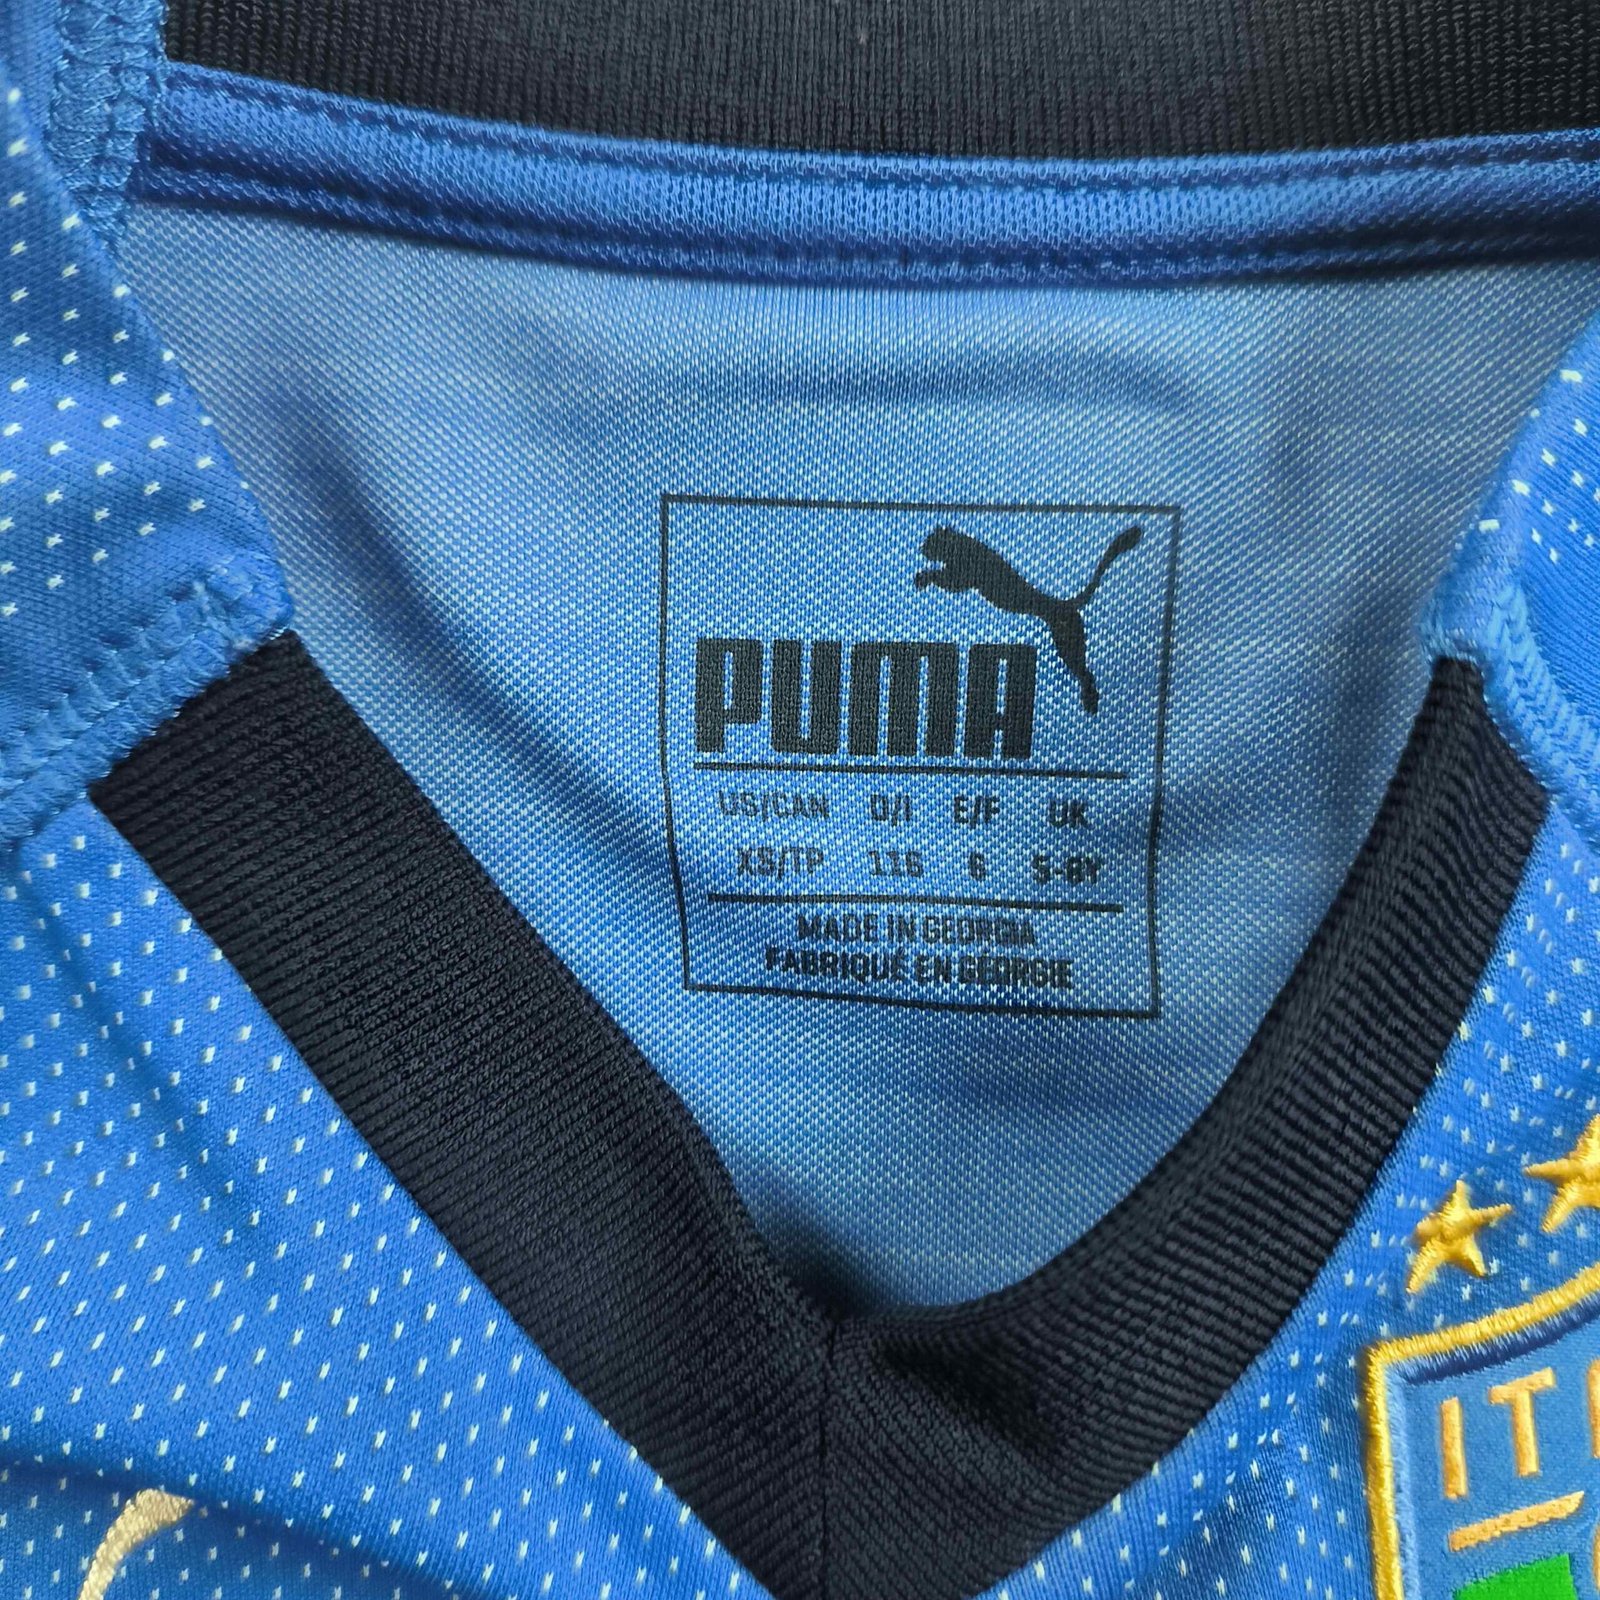 PUMA
US/CAN D/I E/F UK
XS/TP 116 6 5-6Y
MADE IN GEORGIA
FABRIQUÉ EN GÉORGIE